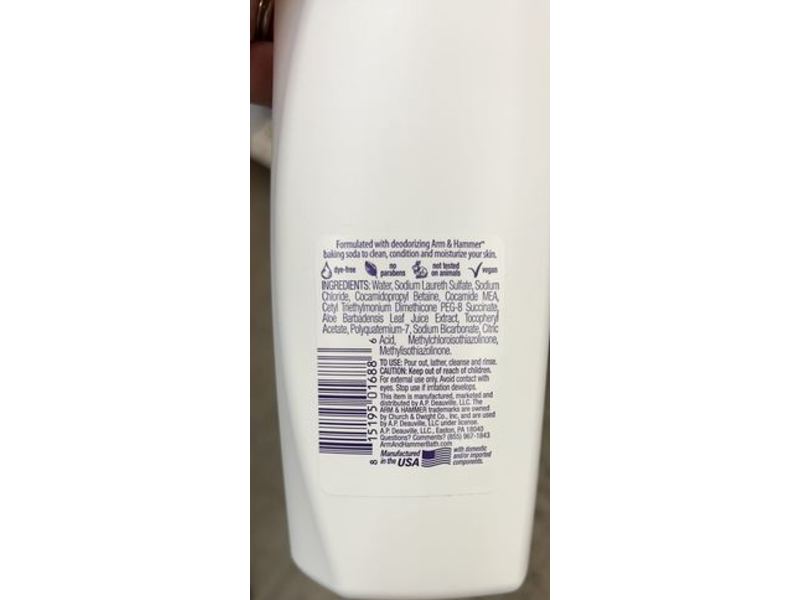 Formulated with deodorizing Arm & Hammer™
baking soda to clean, condition and moisturize your skin.
dye-free
no
parabens
not tested
on animals
vegan
INGREDIENTS: Water, Sodium Laureth Sulfate, Sodium
Chloride, Cocamidopropyl Betaine, Cocamide MEA,
Cetyl Triethylmonium Dimethicone PEG-8 Succinate,
Aloe Barbadensis Leaf Juice Extract, Tocopheryl
Acetate, Polyquaternium-7, Sodium Bicarbonate, Citric
Acid, Methylchloroisothiazolinone,
Methylisothiazolinone.
TO USE: Pour out, lather, cleanse and rinse.
CAUTION: Keep out of reach of children.
For external use only. Avoid contact with
eyes. Stop use if irritation develops.
This item is manufactured, marketed and
distributed by A.P. Deauville, LLC. The
ARM & HAMMER trademarks are owned
by Church & Dwight Co., Inc, and are used
by A.P. Deauville, LLC under license.
A.P. Deauville, LLC., Easton, PA 18040
Questions? Comments? (855) 967-1843
ArmAndHammerBath.com
Manufactured
in the USA
with domestic
and/or imported
components.
8 15195 01688 6